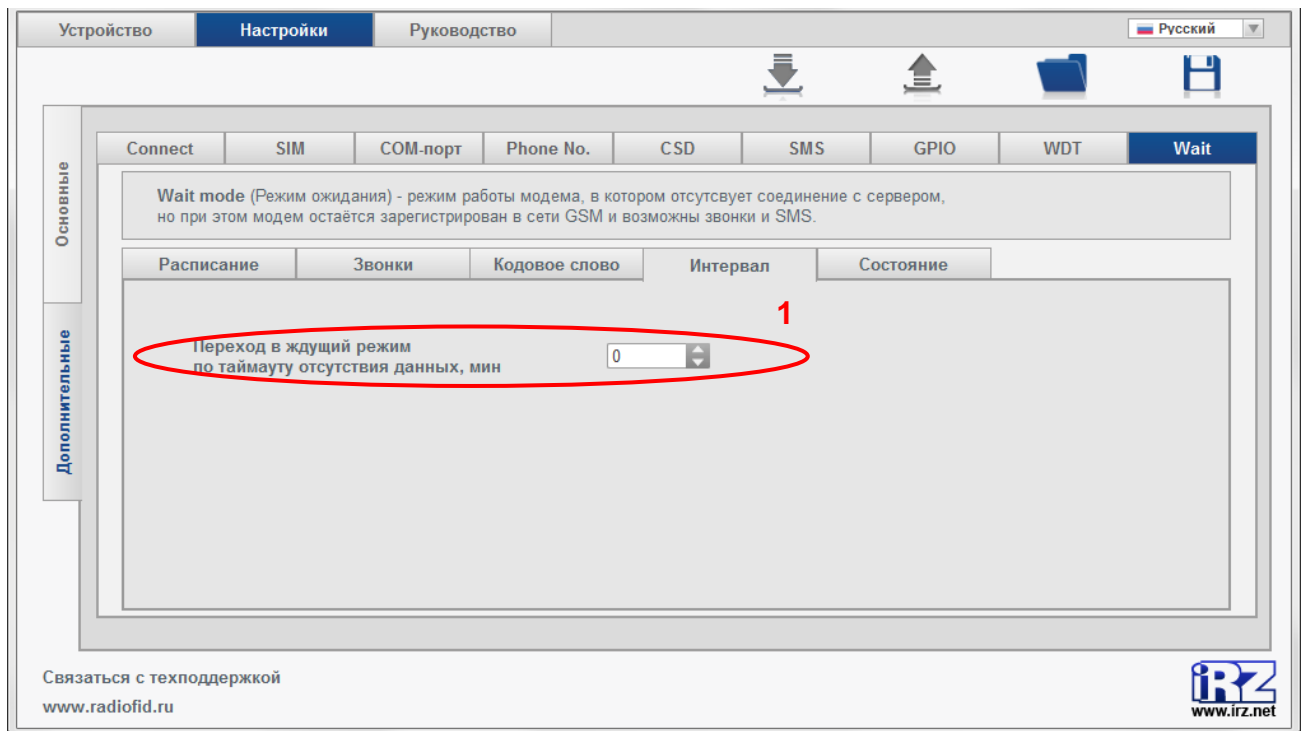 Устройство Настройки Руководство Русский
Connect SIM COM-порт Phone No. CSD SMS GPIO WDT Wait
Основные
Wait mode (Режим ожидания) - режим работы модема, в котором отсутсвует соединение с сервером,
но при этом модем остаётся зарегистрирован в сети GSM и возможны звонки и SMS.
Расписание Звонки Кодовое слово Интервал Состояние
1
Дополнительные
Переход в ждущий режим
по таймауту отсутствия данных, мин 0
Связаться с техподдержкой
www.radiofid.ru
iRZ
www.irz.net